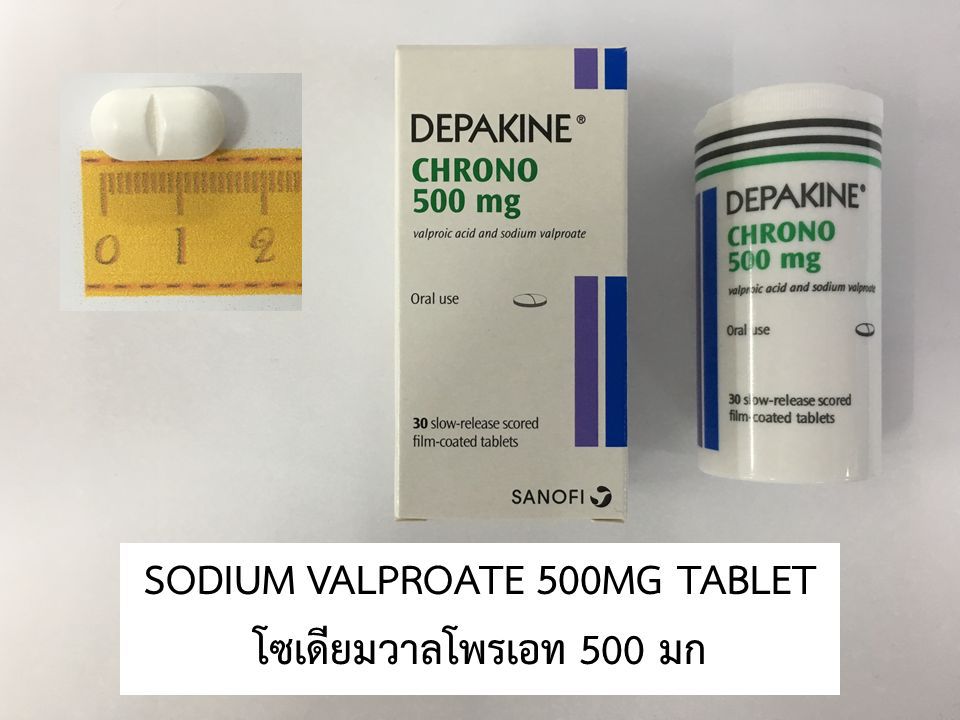 0 1 2
DEPAKINE®
CHRONO
500 mg
valproic acid and sodium valproate
Oral use
30 slow-release scored
film-coated tablets
SANOFI
DEPAKINE®
CHRONO
500 mg
valproic acid and sodium valproate
Oral use
30 slow-release scored
film-coated tablets
SODIUM VALPROATE 500MG TABLET
โซเดียมวาลโพรเอท 500 มก